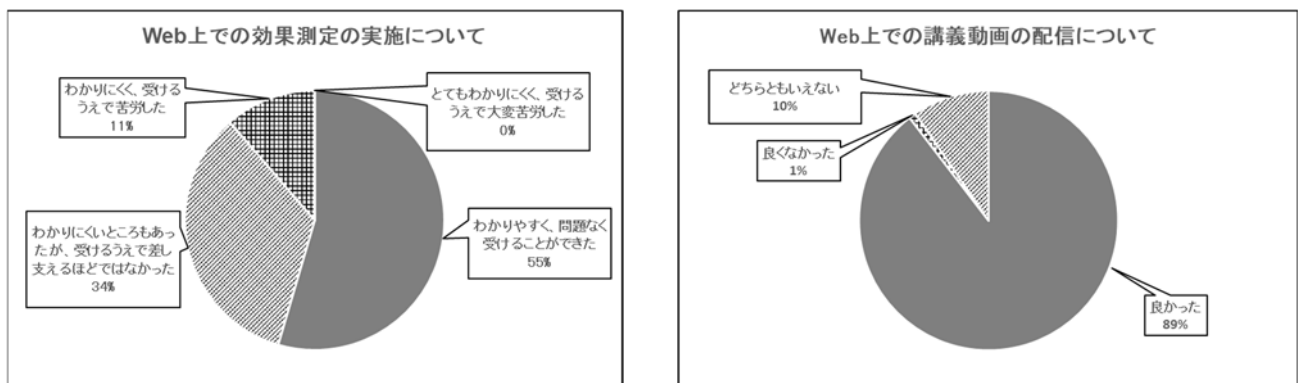 Web上での効果測定の実施について
わかりにくく、受ける
うえで苦労した
11%
とてもわかりにくく、受ける
うえで大変苦労した
0%
わかりにくいところもあっ
たが、受けるうえで差し
支えるほどではなかった
34%
わかりやすく、問題なく
受けることができた
55%
Web上での講義動画の配信について
どちらともいえない
10%
良くなかった
1%
良かった
89%